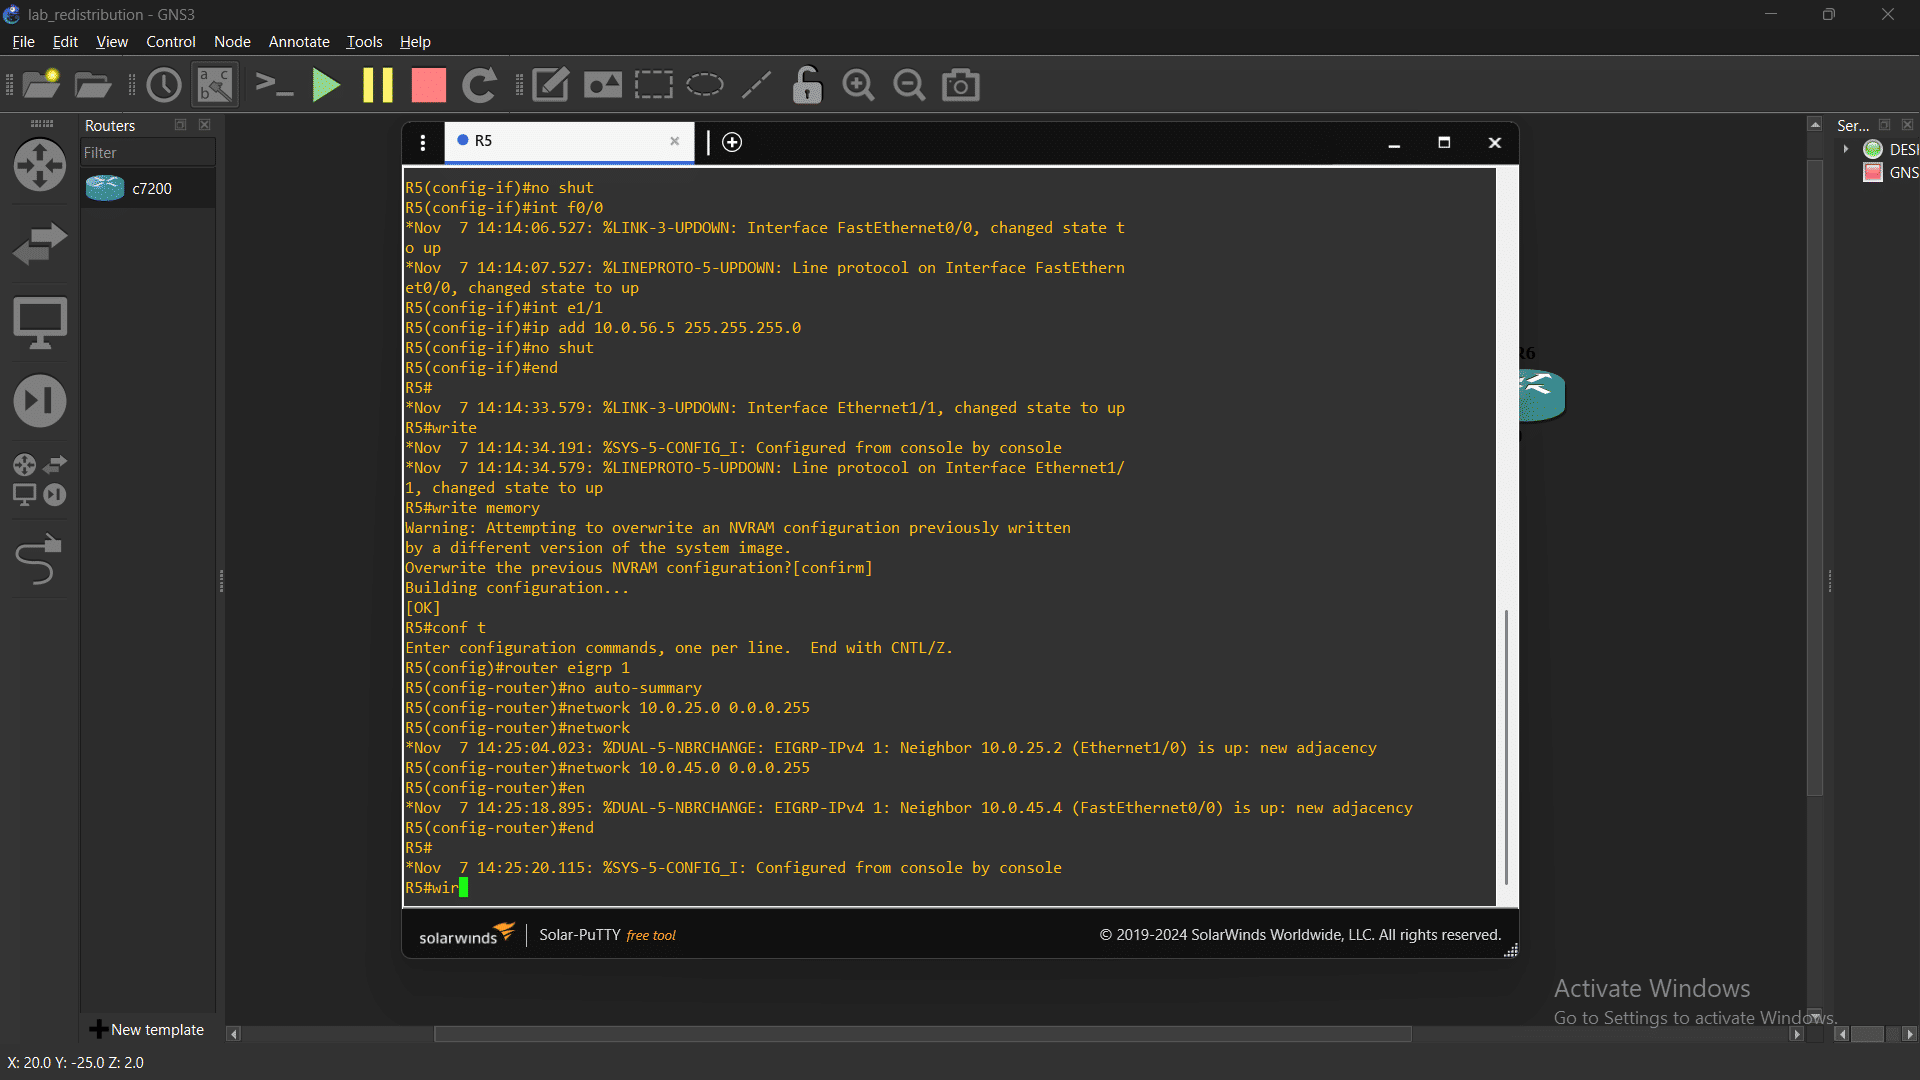 lab_redistribution - GNS3
File Edit View Control Node Annotate Tools Help
a c
b
Routers
Filter
c7200
New template
X: 20.0 Y: -25.0 Z: 2.0
R5
R5(config-if)#no shut
R5(config-if)#int f0/0
*Nov  7 14:14:06.527: %LINK-3-UPDOWN: Interface FastEthernet0/0, changed state t
o up
*Nov  7 14:14:07.527: %LINEPROTO-5-UPDOWN: Line protocol on Interface FastEthern
et0/0, changed state to up
R5(config-if)#int e1/1
R5(config-if)#ip add 10.0.56.5 255.255.255.0
R5(config-if)#no shut
R5(config-if)#end
R5#
*Nov  7 14:14:33.579: %LINK-3-UPDOWN: Interface Ethernet1/1, changed state to up
R5#write
*Nov  7 14:14:34.191: %SYS-5-CONFIG_I: Configured from console by console
*Nov  7 14:14:34.579: %LINEPROTO-5-UPDOWN: Line protocol on Interface Ethernet1/
1, changed state to up
R5#write memory
Warning: Attempting to overwrite an NVRAM configuration previously written
by a different version of the system image.
Overwrite the previous NVRAM configuration?[confirm]
Building configuration...
[OK]
R5#conf t
Enter configuration commands, one per line.  End with CNTL/Z.
R5(config)#router eigrp 1
R5(config-router)#no auto-summary
R5(config-router)#network 10.0.25.0 0.0.0.255
R5(config-router)#network
*Nov  7 14:25:04.023: %DUAL-5-NBRCHANGE: EIGRP-IPv4 1: Neighbor 10.0.25.2 (Ethernet1/0) is up: new adjacency
R5(config-router)#network 10.0.45.0 0.0.0.255
R5(config-router)#en
*Nov  7 14:25:18.895: %DUAL-5-NBRCHANGE: EIGRP-IPv4 1: Neighbor 10.0.45.4 (FastEthernet0/0) is up: new adjacency
R5(config-router)#end
R5#
*Nov  7 14:25:20.115: %SYS-5-CONFIG_I: Configured from console by console
R5#wir
solarwinds
Solar-PuTTY free tool
© 2019-2024 SolarWinds Worldwide, LLC. All rights reserved.
R6
Ser...
DESI
GNS
Activate Windows
Go to Settings to activate Windows.